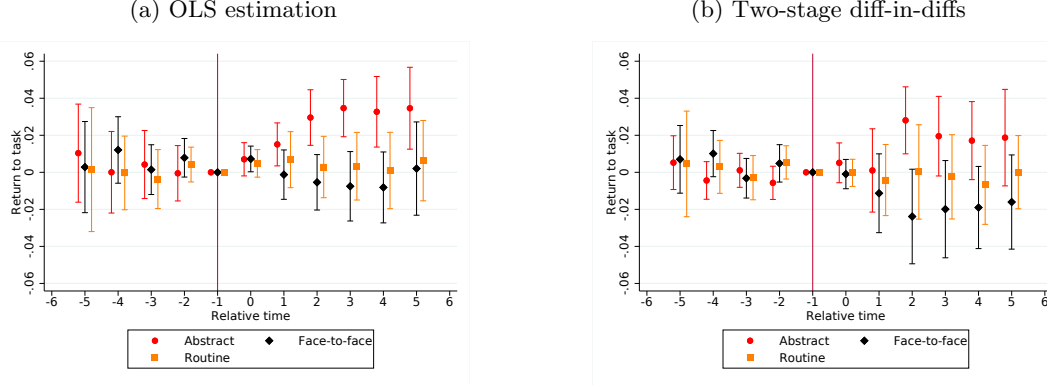 (a) OLS estimation
(b) Two-stage diff-in-diffs
Return to task
.06
.04
.02
0
-.02
-.04
-.06
-6 -5 -4 -3 -2 -1 0 1 2 3 4 5 6
Relative time
Abstract
Face-to-face
Routine
Return to task
.06
.04
.02
0
-.02
-.04
-.06
-6 -5 -4 -3 -2 -1 0 1 2 3 4 5 6
Relative time
Abstract
Face-to-face
Routine